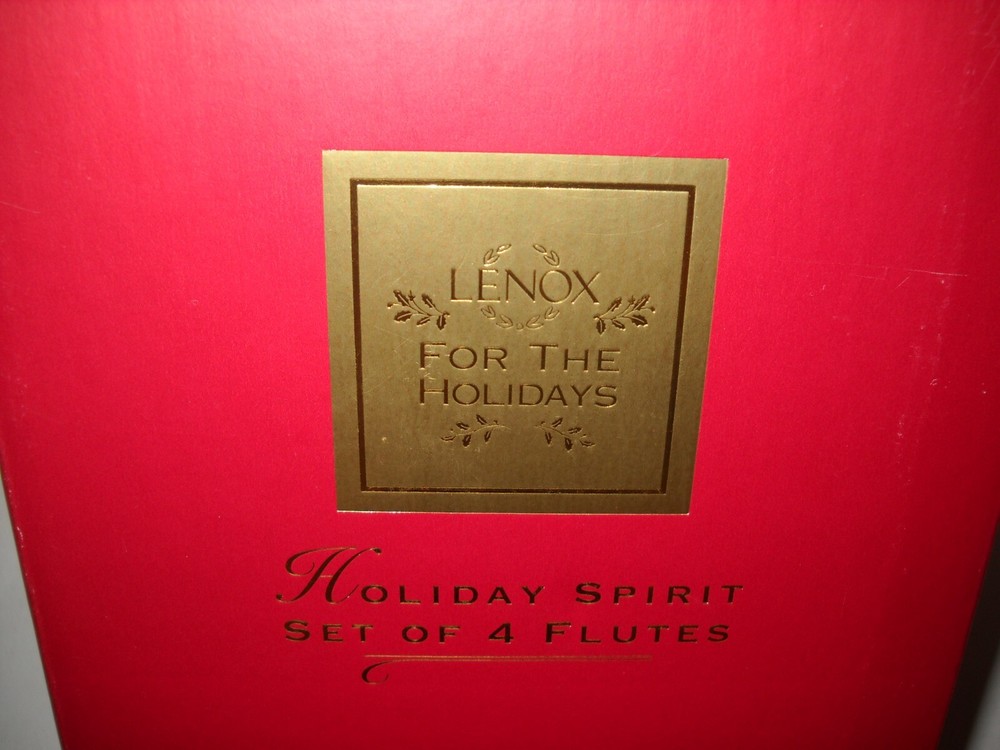 LENOX
FOR THE
HOLIDAYS
HOLIDAY SPIRIT
SET OF 4 FLUTES